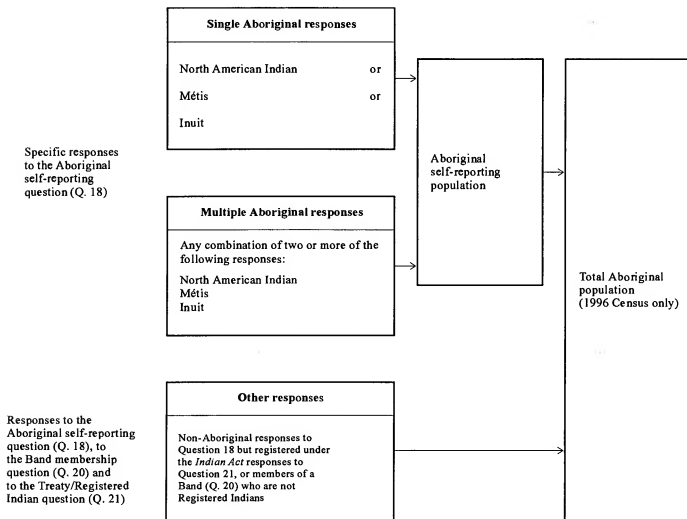 Single Aboriginal responses
North American Indian or
Métis or
Inuit
Specific responses
to the Aboriginal
self-reporting
question (Q. 18)
Aboriginal
self-reporting
population
Multiple Aboriginal responses
Any combination of two or more of the
following responses:
North American Indian
Métis
Inuit
Total Aboriginal
population
(1996 Census only)
Other responses
Responses to the
Aboriginal self-reporting
question (Q. 18), to
the Band membership
question (Q. 20) and
to the Treaty/Registered
Indian question (Q. 21)
Non-Aboriginal responses to
Question 18 but registered under
the Indian Act responses to
Question 21, or members of a
Band (Q. 20) who are not
Registered Indians